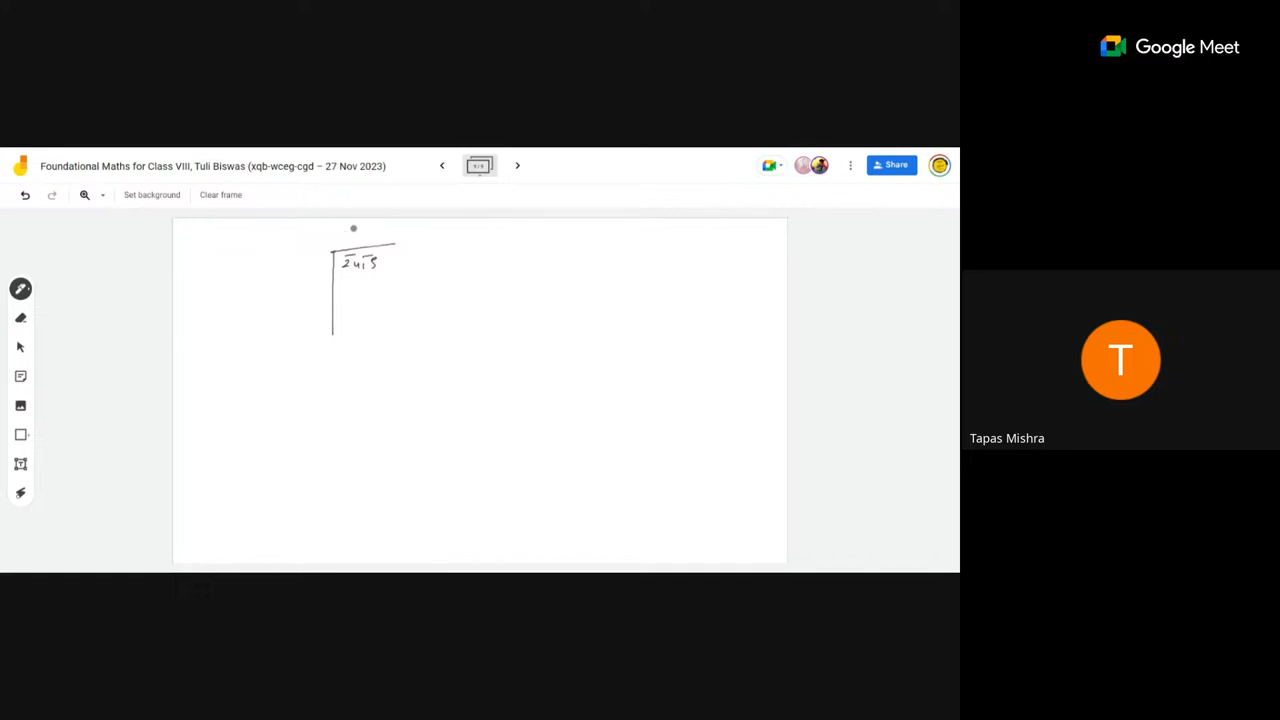 Google Meet
Foundational Maths for Class VIII, Tuli Biswas (xqb-wceg-cgd – 27 Nov 2023)
Share
Set background
Clear frame
2415
T
Tapas Mishra